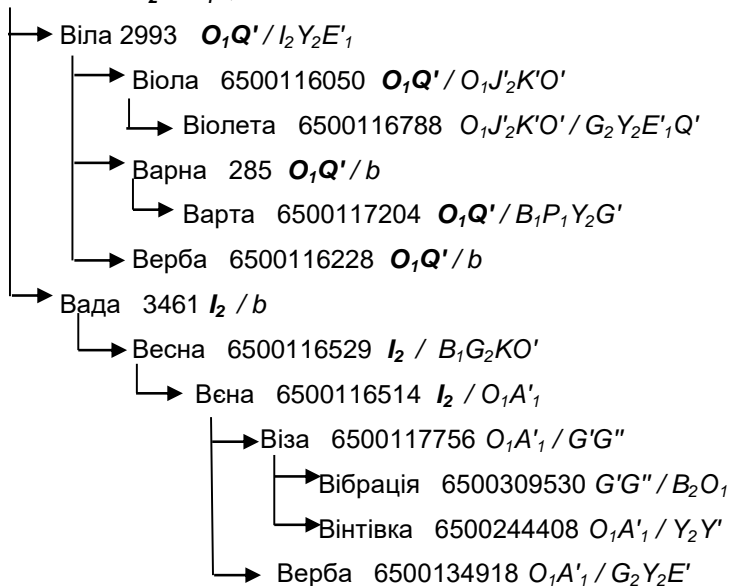 Віла 2993 O₁Q' / I₂Y₂E'₁
Віола 6500116050 O₁Q' / O₁J'₂K'O'
Віолета 6500116788 O₁J'₂K'O' / G₂Y₂E'₁Q'
Варна 285 O₁Q' / b
Варта 6500117204 O₁Q' / B₁P₁Y₂G'
Верба 6500116228 O₁Q' / b
Вада 3461 I₂ / b
Весна 6500116529 I₂ / B₁G₂KO'
Вєна 6500116514 I₂ / O₁A'₁
Віза 6500117756 O₁A'₁ / G'G"
Вібрація 6500309530 G'G" / B₂O₁
Вінтівка 6500244408 O₁A'₁ / Y₂Y'
Верба 6500134918 O₁A'₁ / G₂Y₂E'